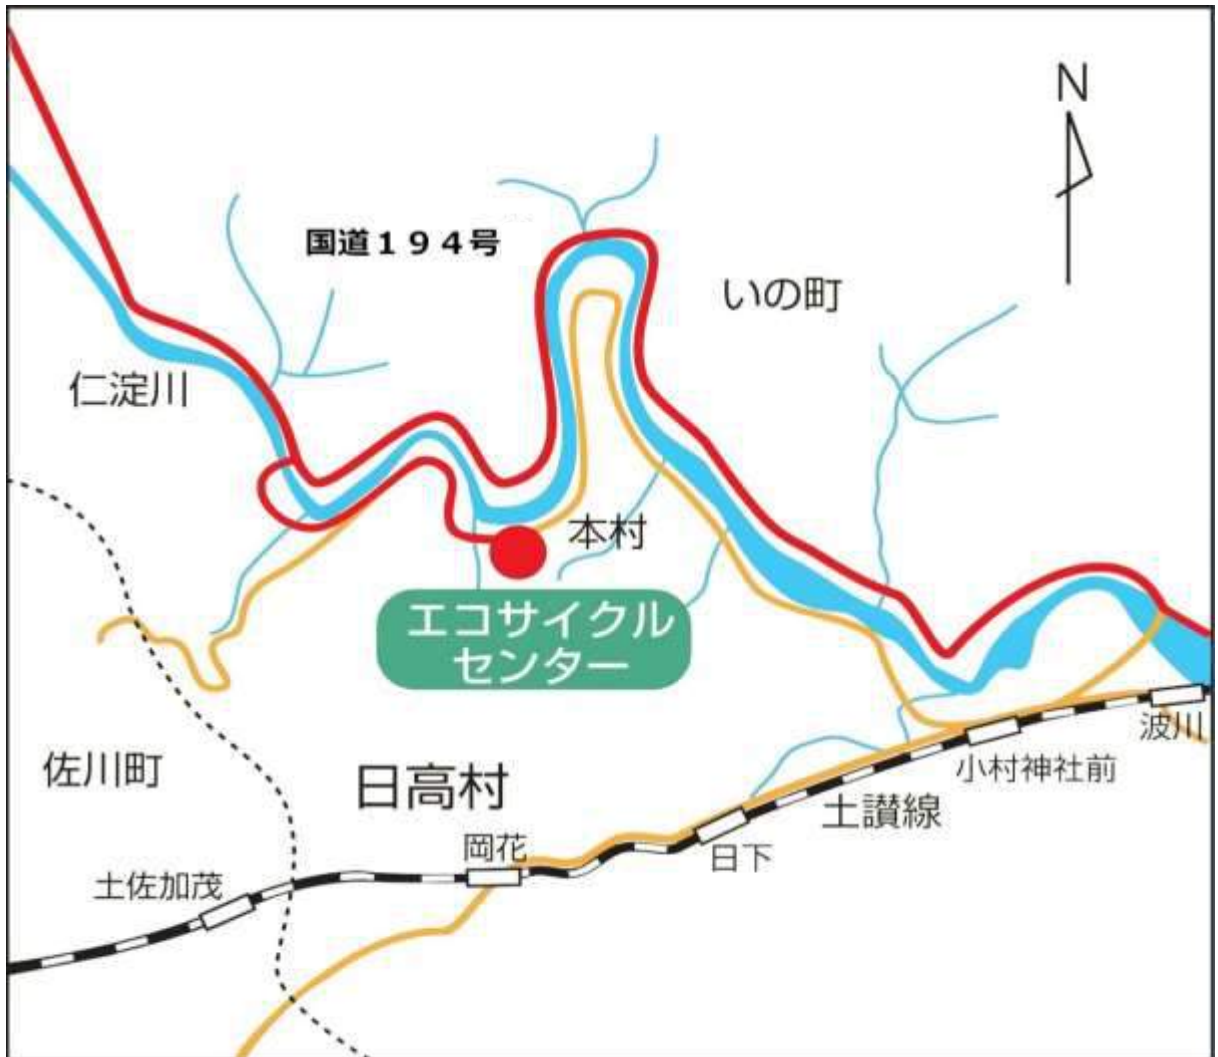 N
国道１９４号
いの町
仁淀川
本村
エコサイクル
センター
波川
佐川町
小村神社前
日高村
土讃線
岡花
日下
土佐加茂